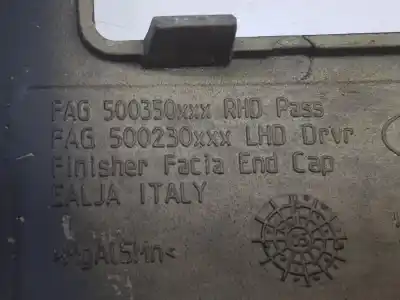 FAG 500350xxx RHD Pass
FAG 500230xxx LHD Drvr
Finisher Facia End Cap
EALJA ITALY